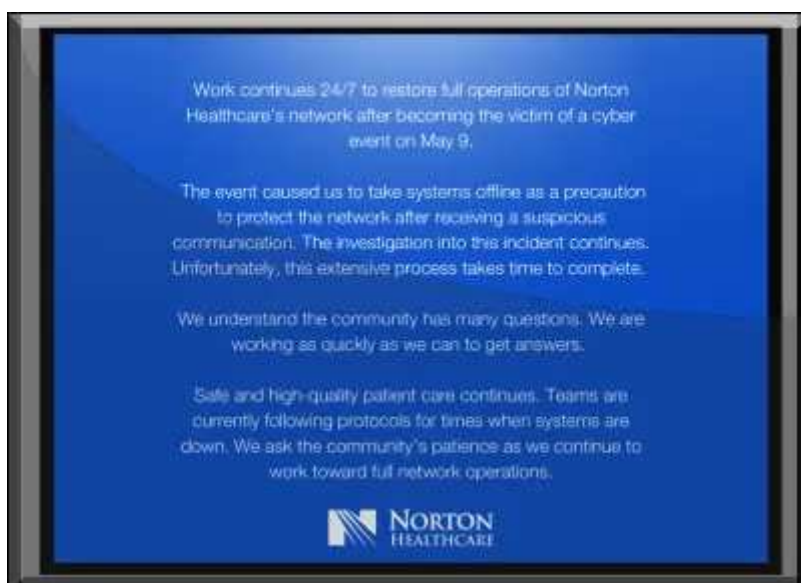 Work continues 24/7 to restore full operations of Norton
Healthcare's network after becoming the victim of a cyber
event on May 9.
The event caused us to take systems offline as a precaution
to protect the network after receiving a suspicious
communication. The investigation into this incident continues.
Unfortunately, this extensive process takes time to complete.
We understand the community has many questions. We are
working as quickly as we can to get answers.
Safe and high-quality patient care continues. Teams are
currently following protocols for times when systems are
down. We ask the community's patience as we continue to
work toward full network operations.
NORTON
HEALTHCARE